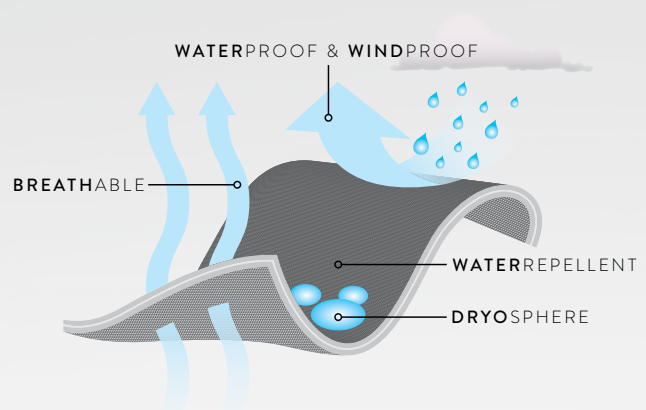 WATERPROOF & WINDPROOF
BREATHABLE
WATERREPELLENT
DRYOSPHERE